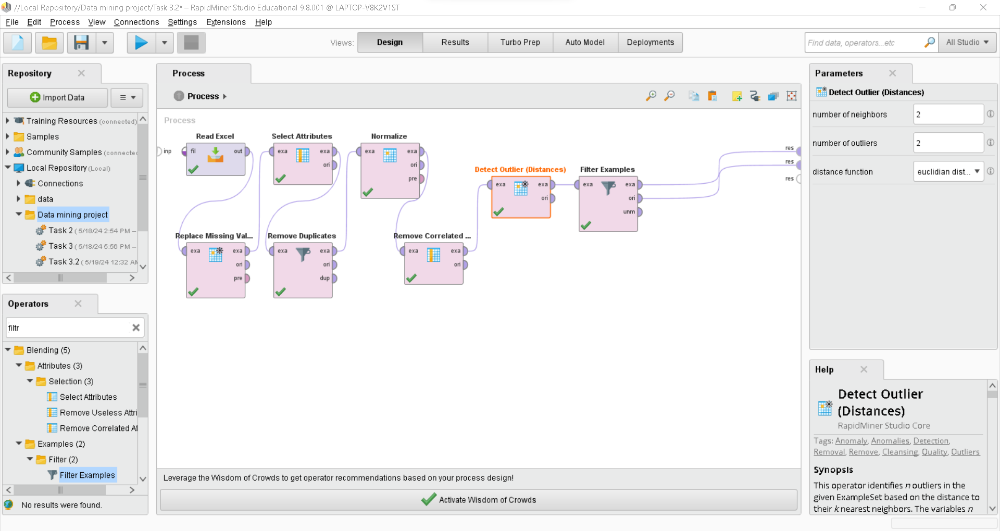 //Local Repository/Data mining project/Task 3.2* – RapidMiner Studio Educational 9.8.001 @ LAPTOP-V8K2V1ST
File Edit Process View Connections Settings Extensions Help
Views: Design Results Turbo Prep Auto Model Deployments
Find data, operators...etc
All Studio
Repository
Import Data
Training Resources (connected)
Samples
Community Samples (connected
Local Repository (Local)
Connections
data
Data mining project
Task 2 (5/18/24 2:54 PM –
Task 3 (5/18/24 5:56 PM –
Task 3.2 (5/19/24 12:32 AM
Operators
filtr
Blending (5)
Attributes (3)
Selection (3)
Select Attributes
Remove Useless Attri
Remove Correlated At
Examples (2)
Filter (2)
Filter Examples
No results were found.
Process
Process
Process
inp
Read Excel
fil out
Select Attributes
exa exa
ori
Normalize
exa exa
ori
pre
Detect Outlier (Distances)
exa exa
ori
Filter Examples
exa exa
ori
unm
res
res
res
Replace Missing Val...
exa exa
ori
pre
Remove Duplicates
exa exa
ori
dup
Remove Correlated ...
exa exa
ori
Leverage the Wisdom of Crowds to get operator recommendations based on your process design!
Activate Wisdom of Crowds
Parameters
Detect Outlier (Distances)
number of neighbors 2
number of outliers 2
distance function euclidian dist...
Help
Detect Outlier
(Distances)
RapidMiner Studio Core
Tags: Anomaly, Anomalies, Detection,
Removal, Remove, Cleansing, Quality, Outliers
Synopsis
This operator identifies n outliers in the
given ExampleSet based on the distance to
their k nearest neighbors. The variables n